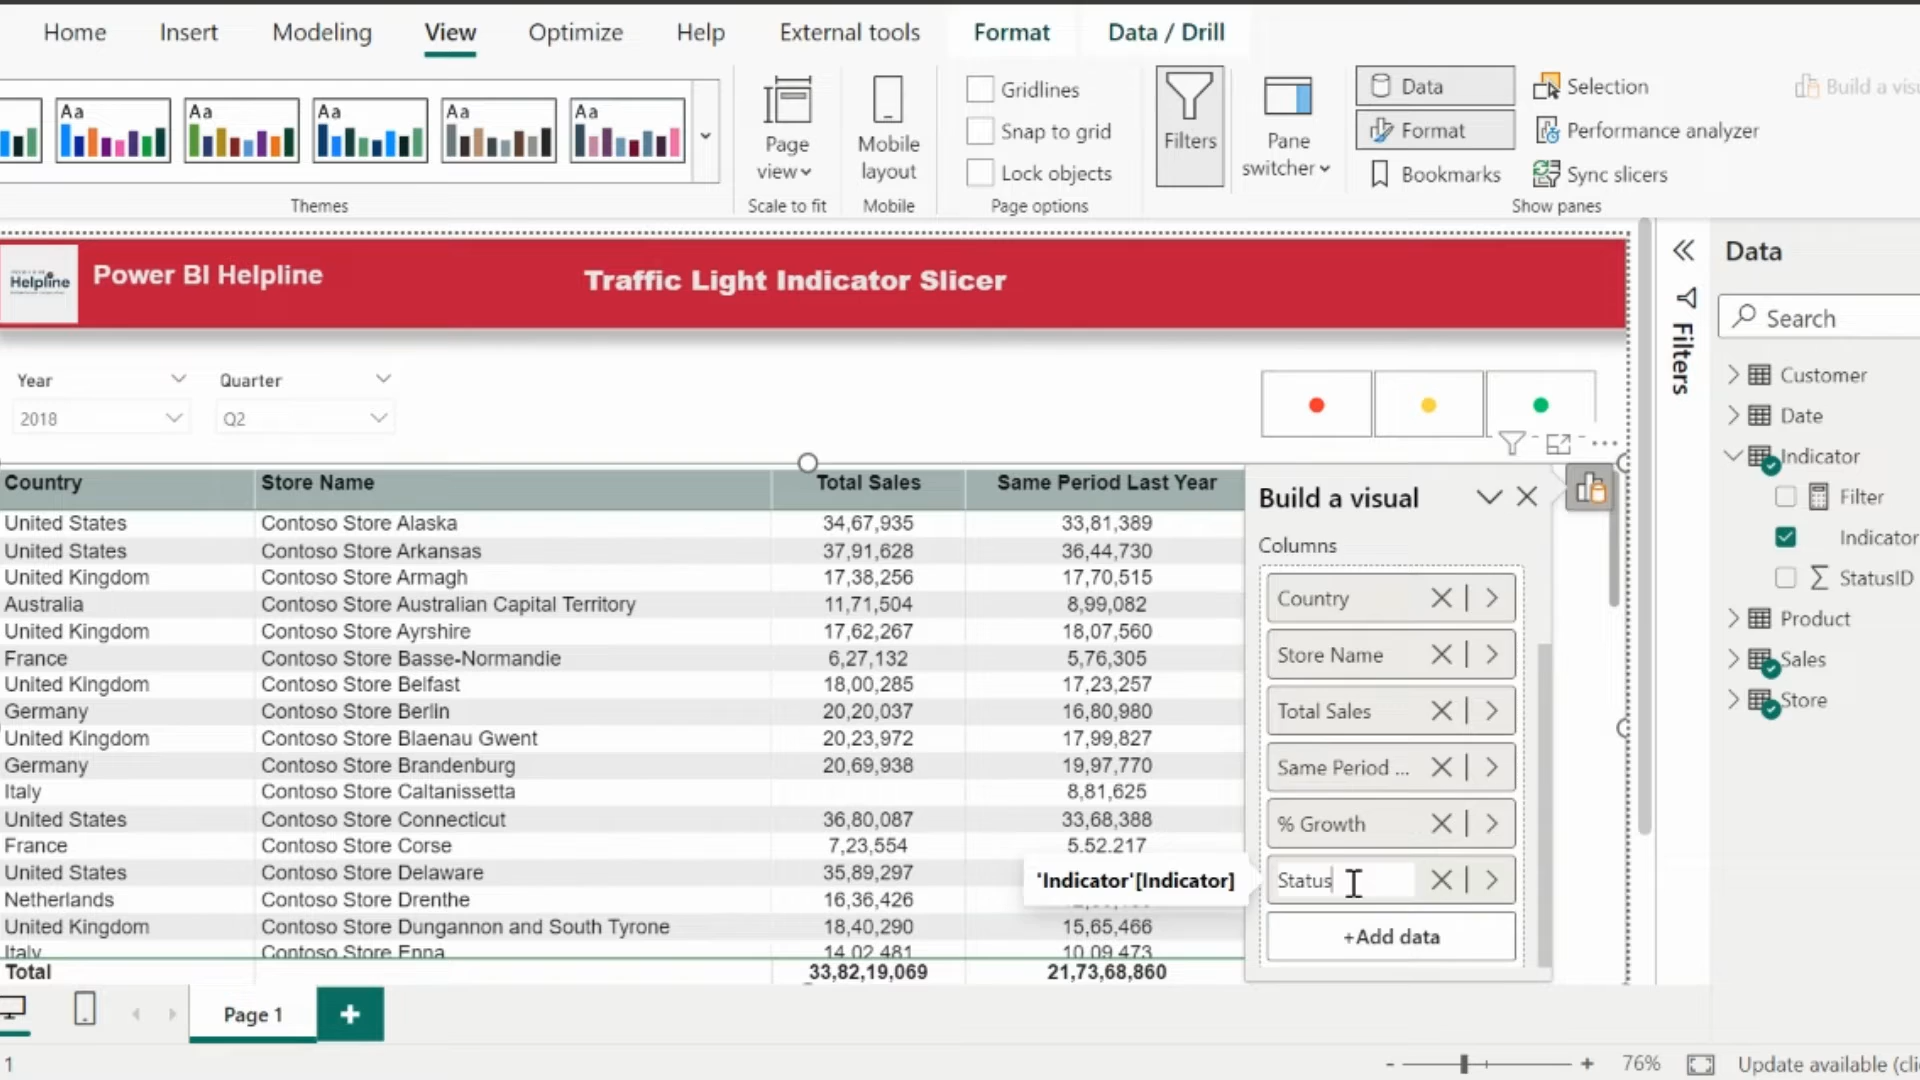 Home Insert Modeling View Optimize Help External tools Format Data / Drill
Aa Aa Aa Aa Aa
Page view
Mobile layout
Gridlines
Snap to grid
Lock objects
Filters
Pane switcher
Data
Format
Bookmarks
Selection
Performance analyzer
Sync slicers
Build a visu
Themes Scale to fit Mobile Page options Show panes
Helpline
Power BI Helpline
Traffic Light Indicator Slicer
Year Quarter
2018 Q2
Country Store Name Total Sales Same Period Last Year
United States Contoso Store Alaska 34,67,935 33,81,389
United States Contoso Store Arkansas 37,91,628 36,44,730
United Kingdom Contoso Store Armagh 17,38,256 17,70,515
Australia Contoso Store Australian Capital Territory 11,71,504 8,99,082
United Kingdom Contoso Store Ayrshire 17,62,267 18,07,560
France Contoso Store Basse-Normandie 6,27,132 5,76,305
United Kingdom Contoso Store Belfast 18,00,285 17,23,257
Germany Contoso Store Berlin 20,20,037 16,80,980
United Kingdom Contoso Store Blaenau Gwent 20,23,972 17,99,827
Germany Contoso Store Brandenburg 20,69,938 19,97,770
Italy Contoso Store Caltanissetta 8,81,625
United States Contoso Store Connecticut 36,80,087 33,68,388
France Contoso Store Corse 7,23,554 5,52,217
United States Contoso Store Delaware 35,89,297
Netherlands Contoso Store Drenthe 16,36,426
United Kingdom Contoso Store Dungannon and South Tyrone 18,40,290 15,65,466
Italy Contoso Store Enna 14,02,481 10,09,473
Total 33,82,19,069 21,73,68,860
'Indicator'[Indicator]
Build a visual
Columns
Country
Store Name
Total Sales
Same Period ...
% Growth
Status
+Add data
Filters
Data
Search
Customer
Date
Indicator
Filter
Indicator
StatusID
Product
Sales
Store
Page 1
1
- + 76% Update available (cli